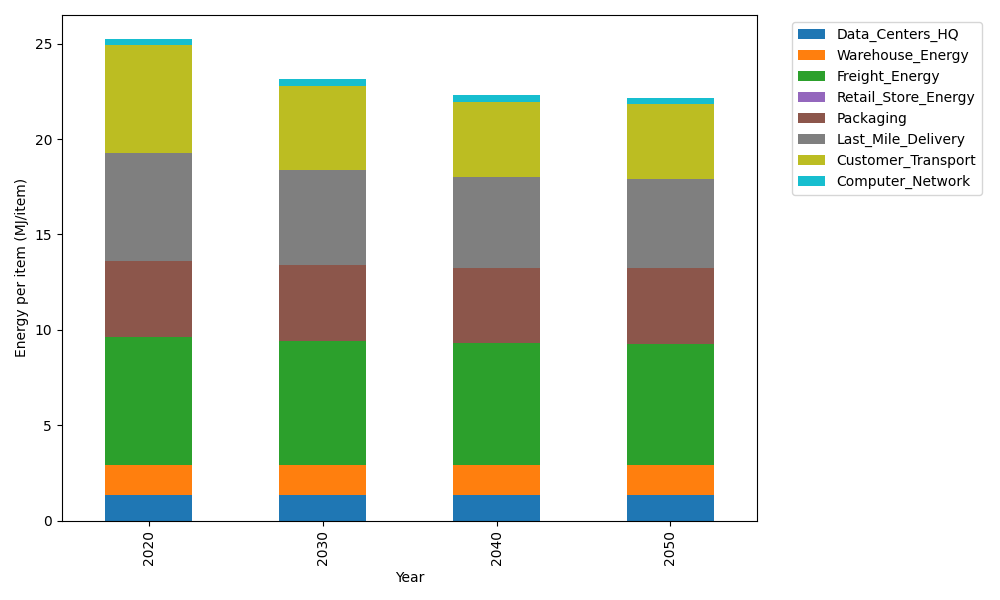 25
20
15
10
5
0
Energy per item (MJ/item)
2020
2030
2040
2050
Year
Data_Centers_HQ
Warehouse_Energy
Freight_Energy
Retail_Store_Energy
Packaging
Last_Mile_Delivery
Customer_Transport
Computer_Network